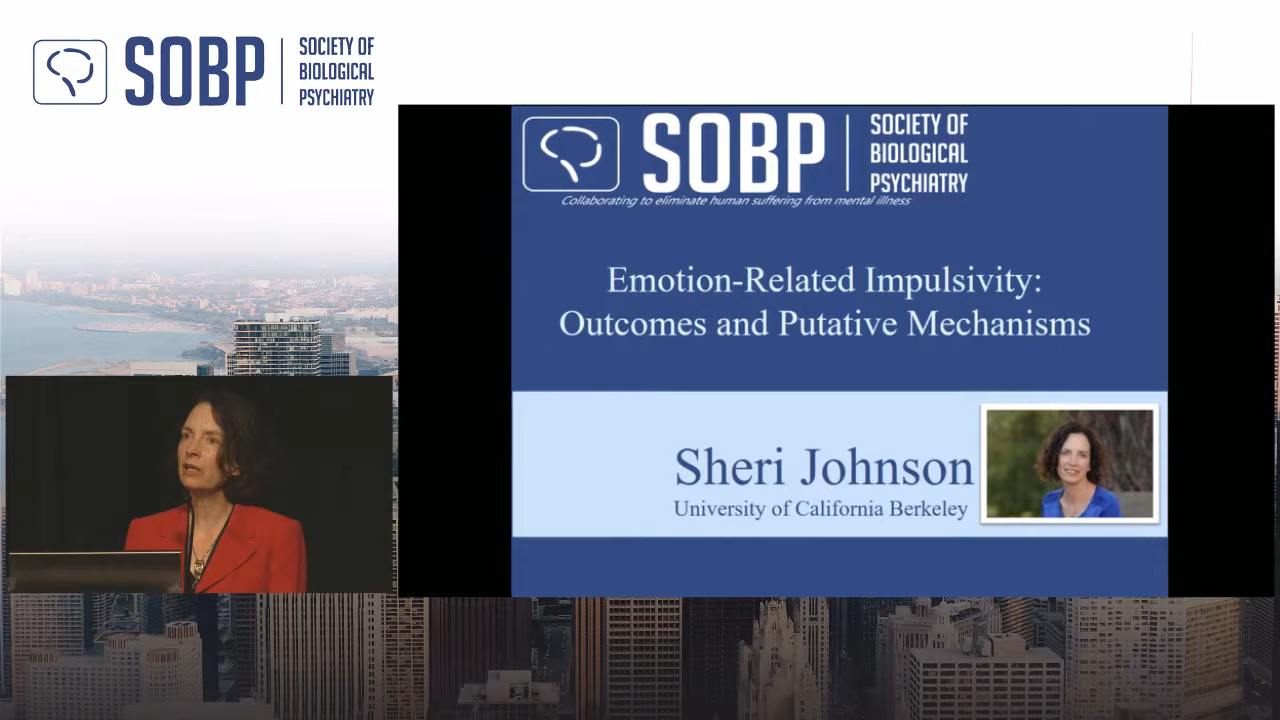 SOBP
SOCIETY OF
BIOLOGICAL
PSYCHIATRY
SOBP
SOCIETY OF
BIOLOGICAL
PSYCHIATRY
Collaborating to eliminate human suffering from mental illness
Emotion-Related Impulsivity:
Outcomes and Putative Mechanisms
Sheri Johnson
University of California Berkeley